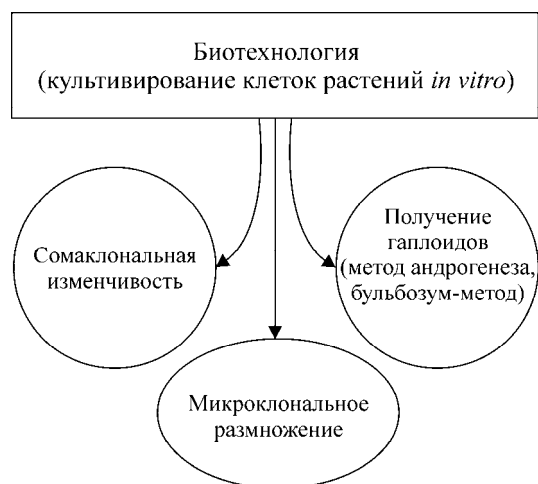 Биотехнология
(культивирование клеток растений in vitro)
Сомаклональная
изменчивость
Получение
гаплоидов
(метод андрогенеза,
бульбозум-метод)
Микроклональное
размножение